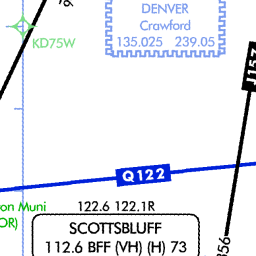 DENVER
Crawford
135.025 239.05
KD75W
J157
Q122
122.6 122.1R
on Muni
OR)
SCOTTSBLUFF
112.6 BFF (VH) (H) 73
356